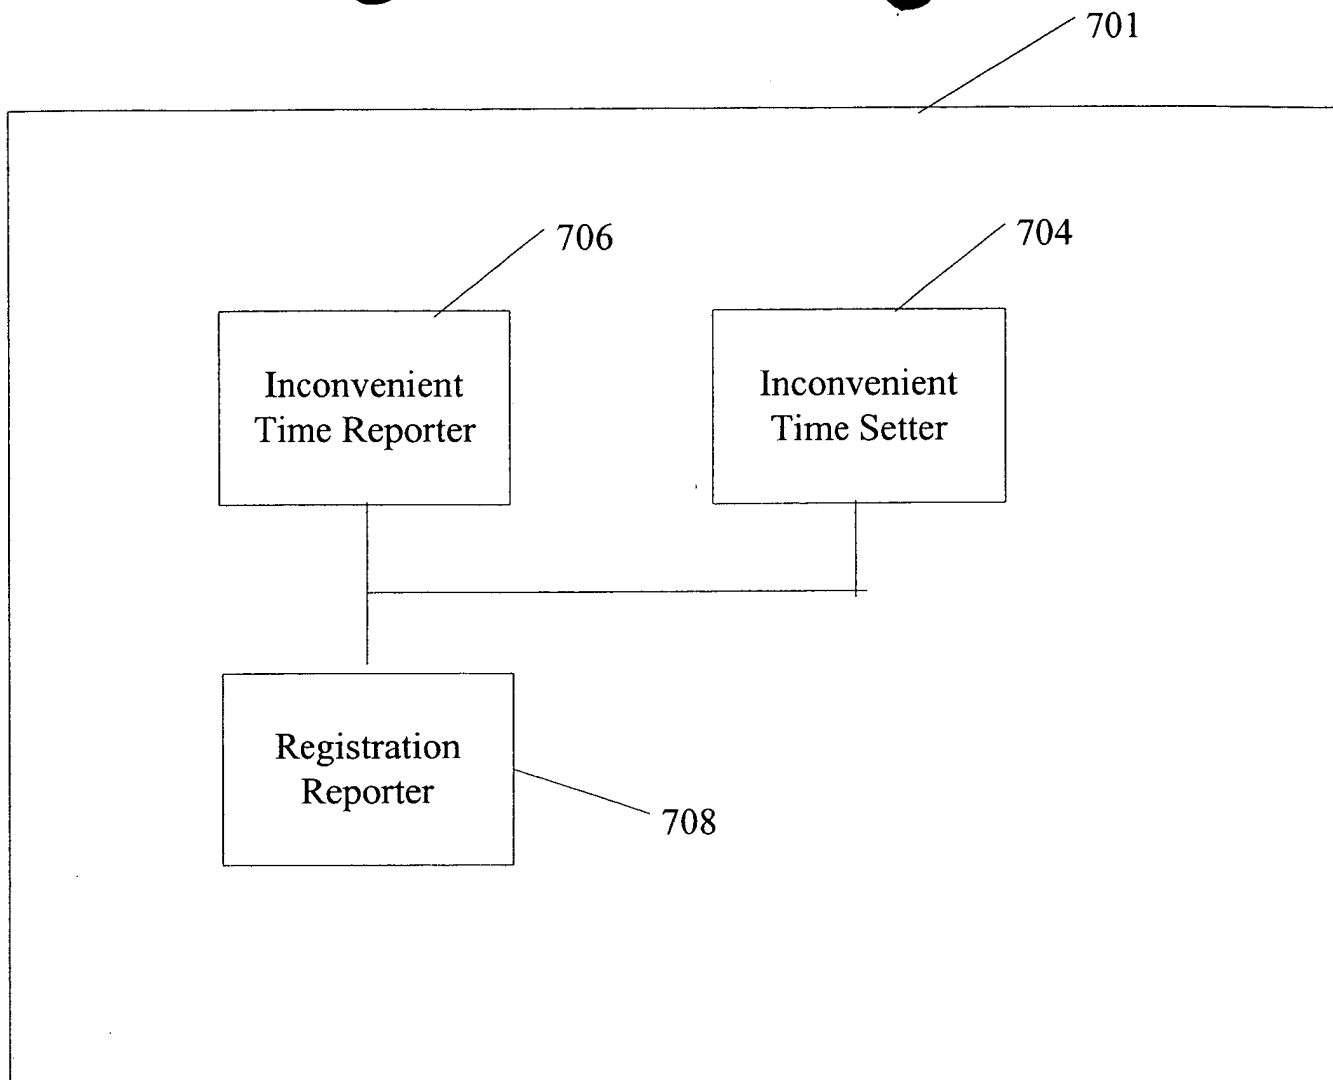 701
706
704
Inconvenient
Time Reporter
Inconvenient
Time Setter
Registration
Reporter
708